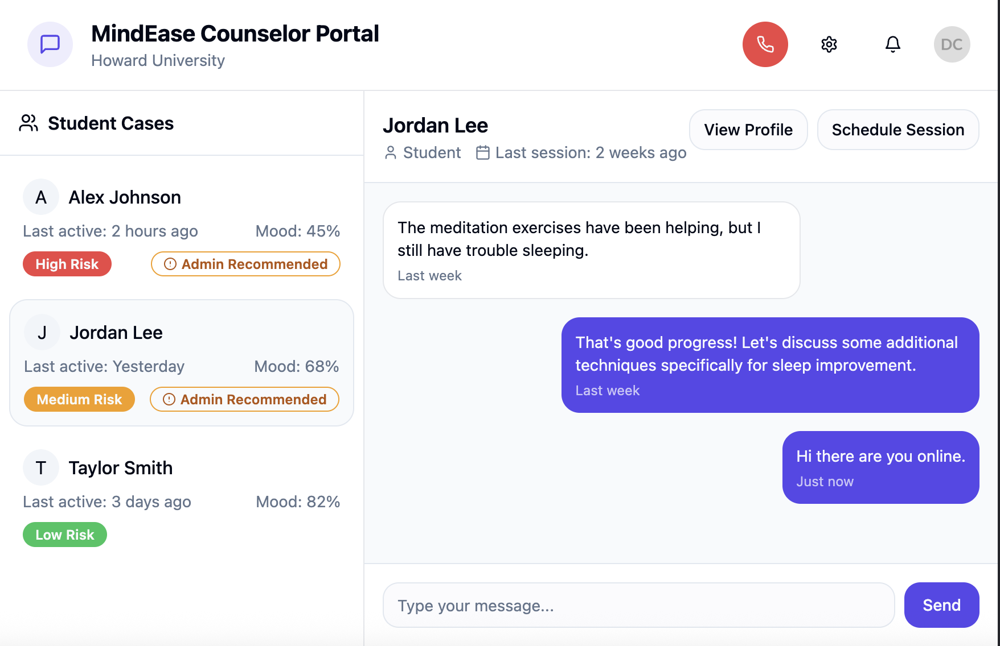 MindEase Counselor Portal
Howard University
DC
Student Cases
A
Alex Johnson
Last active: 2 hours ago
Mood: 45%
High Risk
Admin Recommended
J
Jordan Lee
Last active: Yesterday
Mood: 68%
Medium Risk
Admin Recommended
T
Taylor Smith
Last active: 3 days ago
Mood: 82%
Low Risk
Jordan Lee
Student
Last session: 2 weeks ago
View Profile
Schedule Session
The meditation exercises have been helping, but I
still have trouble sleeping.
Last week
That's good progress! Let's discuss some additional
techniques specifically for sleep improvement.
Last week
Hi there are you online.
Just now
Type your message...
Send